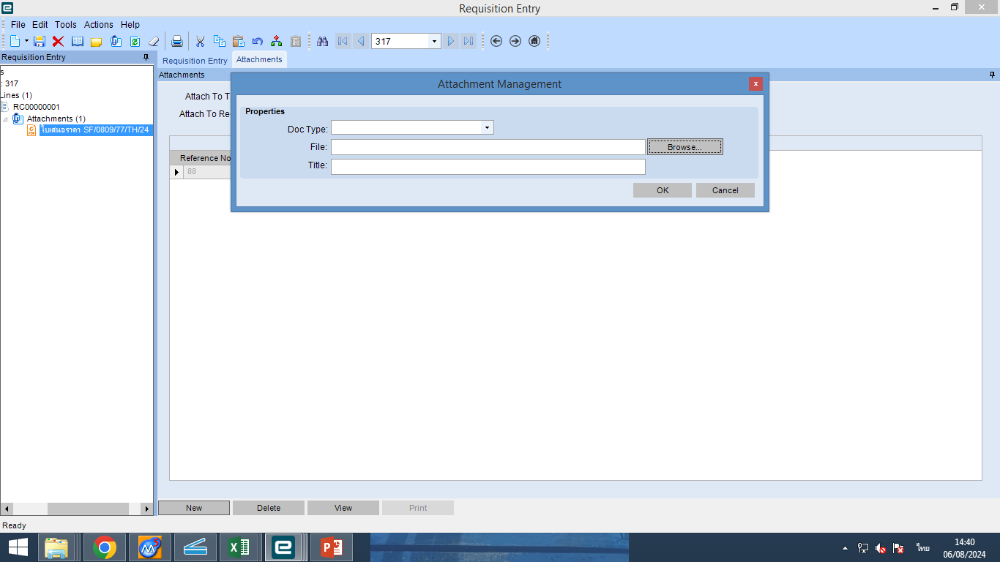 Requisition Entry
File Edit Tools Actions Help
317
Requisition Entry
Requisition Entry
Attachments
Attachments
s
: 317
Lines (1)
RC00000001
Attachments (1)
ใบเสนอราคา SF/0809/77/TH/24
Attach To T
Attach To Re
Reference No
88
Attachment Management
Properties
Doc Type:
File:
Browse...
Title:
OK
Cancel
New
Delete
View
Print
Ready
ไทย
14:40
06/08/2024